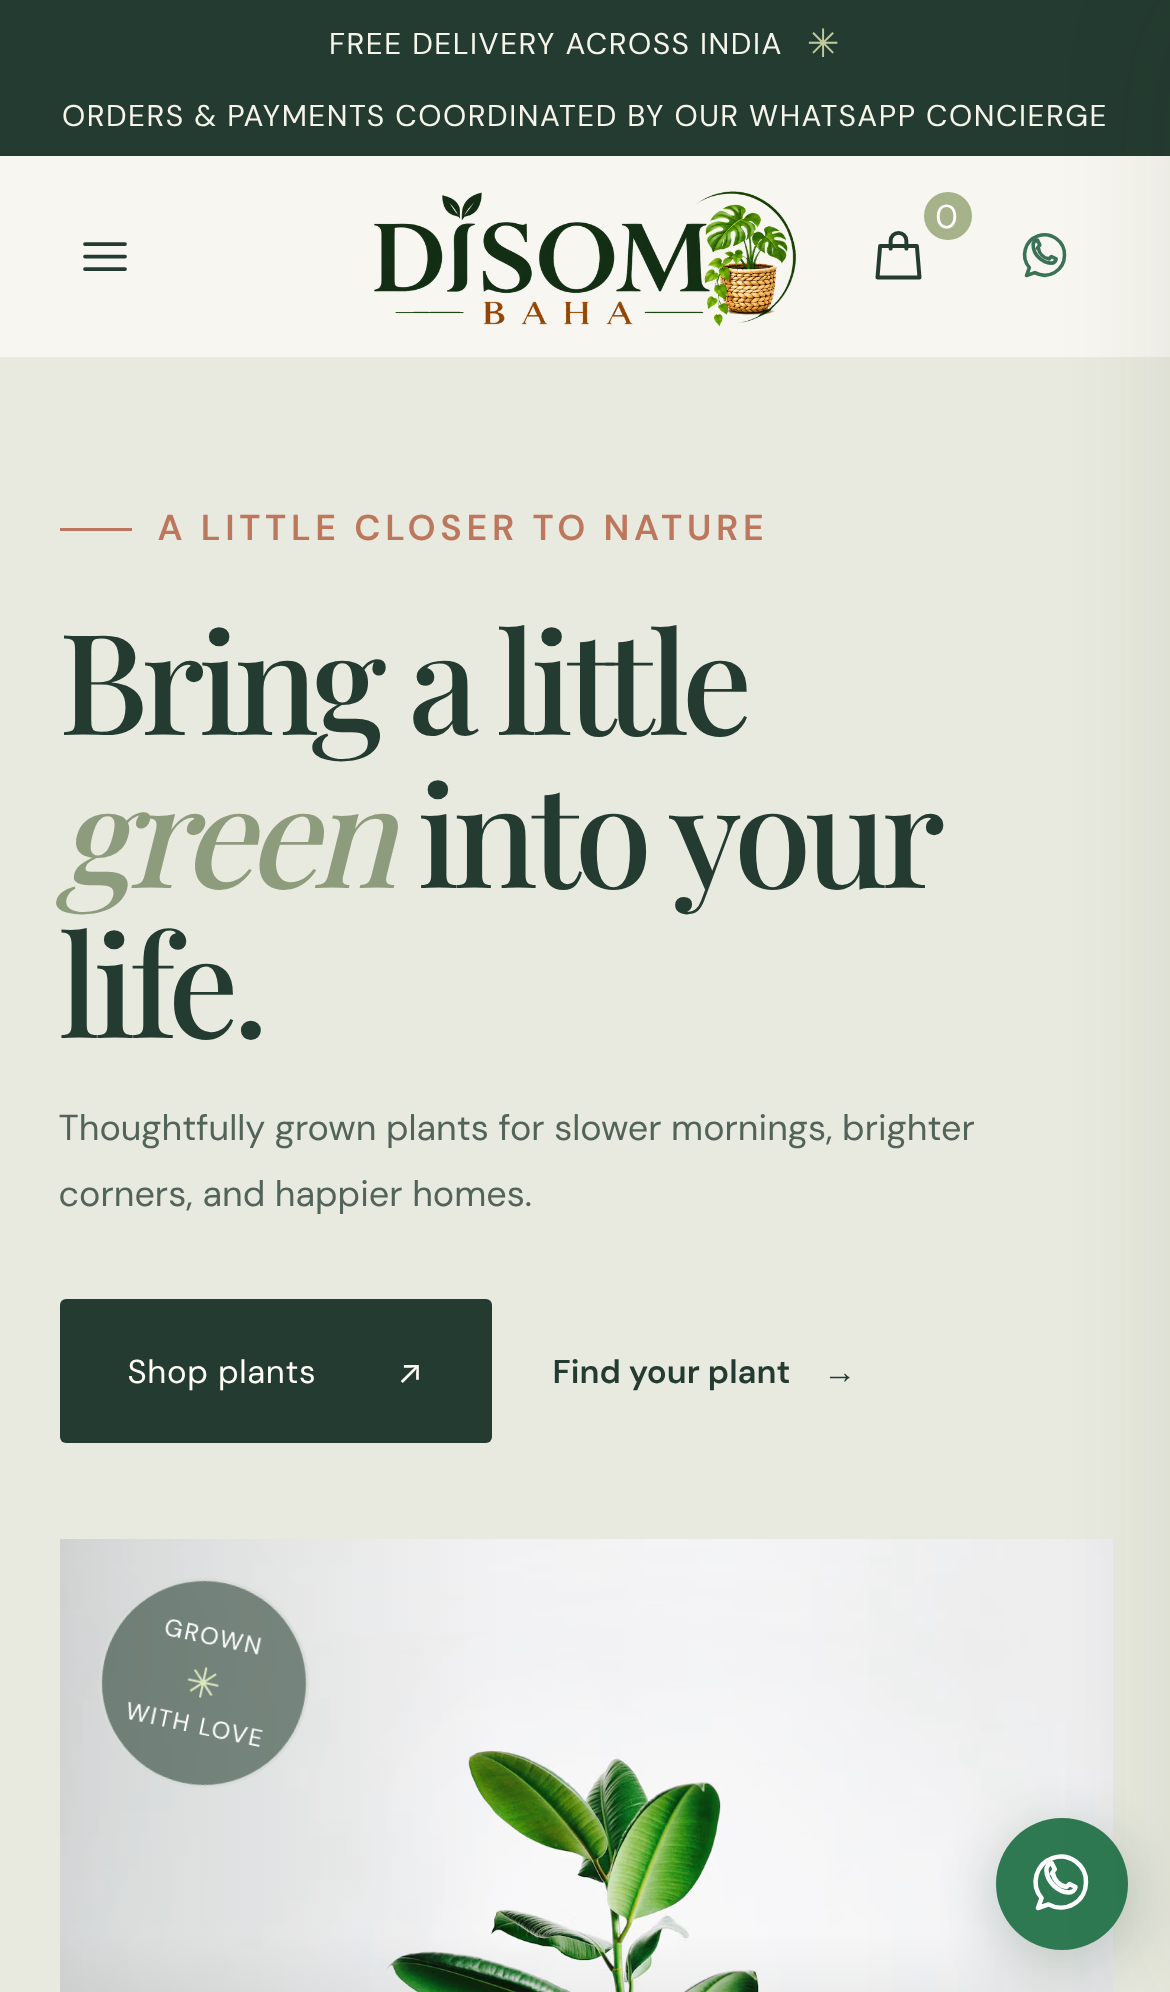 FREE DELIVERY ACROSS INDIA ✳
ORDERS & PAYMENTS COORDINATED BY OUR WHATSAPP CONCIERGE
DISOM
BAHA
0
A LITTLE CLOSER TO NATURE
Bring a little
green into your
life.
Thoughtfully grown plants for slower mornings, brighter
corners, and happier homes.
Shop plants ↗
Find your plant →
GROWN
✳
WITH LOVE